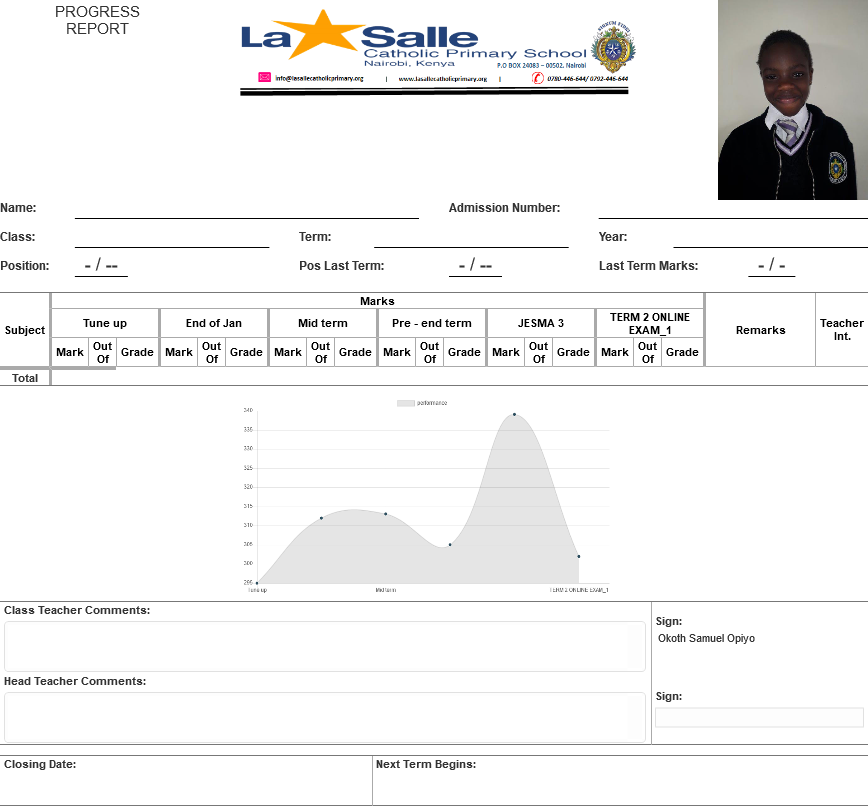 PROGRESS
REPORT
La Salle
Catholic Primary School
Nairobi, Kenya
P.O BOX 24083 – 00502, Nairobi
info@lasallecatholicprimary.org | www.lasallecatholicprimary.org | 0780-446-644/ 0792-446-644
Name: Admission Number:
Class: Term: Year:
Position: - / -- Pos Last Term: - / -- Last Term Marks: - / -
Marks
Subject Tune up End of Jan Mid term Pre - end term JESMA 3 TERM 2 ONLINE EXAM_1 Remarks Teacher Int.
Mark Out Of Grade Mark Out Of Grade Mark Out Of Grade Mark Out Of Grade Mark Out Of Grade Mark Out Of Grade
Total
performance
340
335
330
325
320
315
310
305
300
295
Tune up Mid term TERM 2 ONLINE EXAM_1
Class Teacher Comments:
Sign:
Okoth Samuel Opiyo
Head Teacher Comments:
Sign:
Closing Date: Next Term Begins: